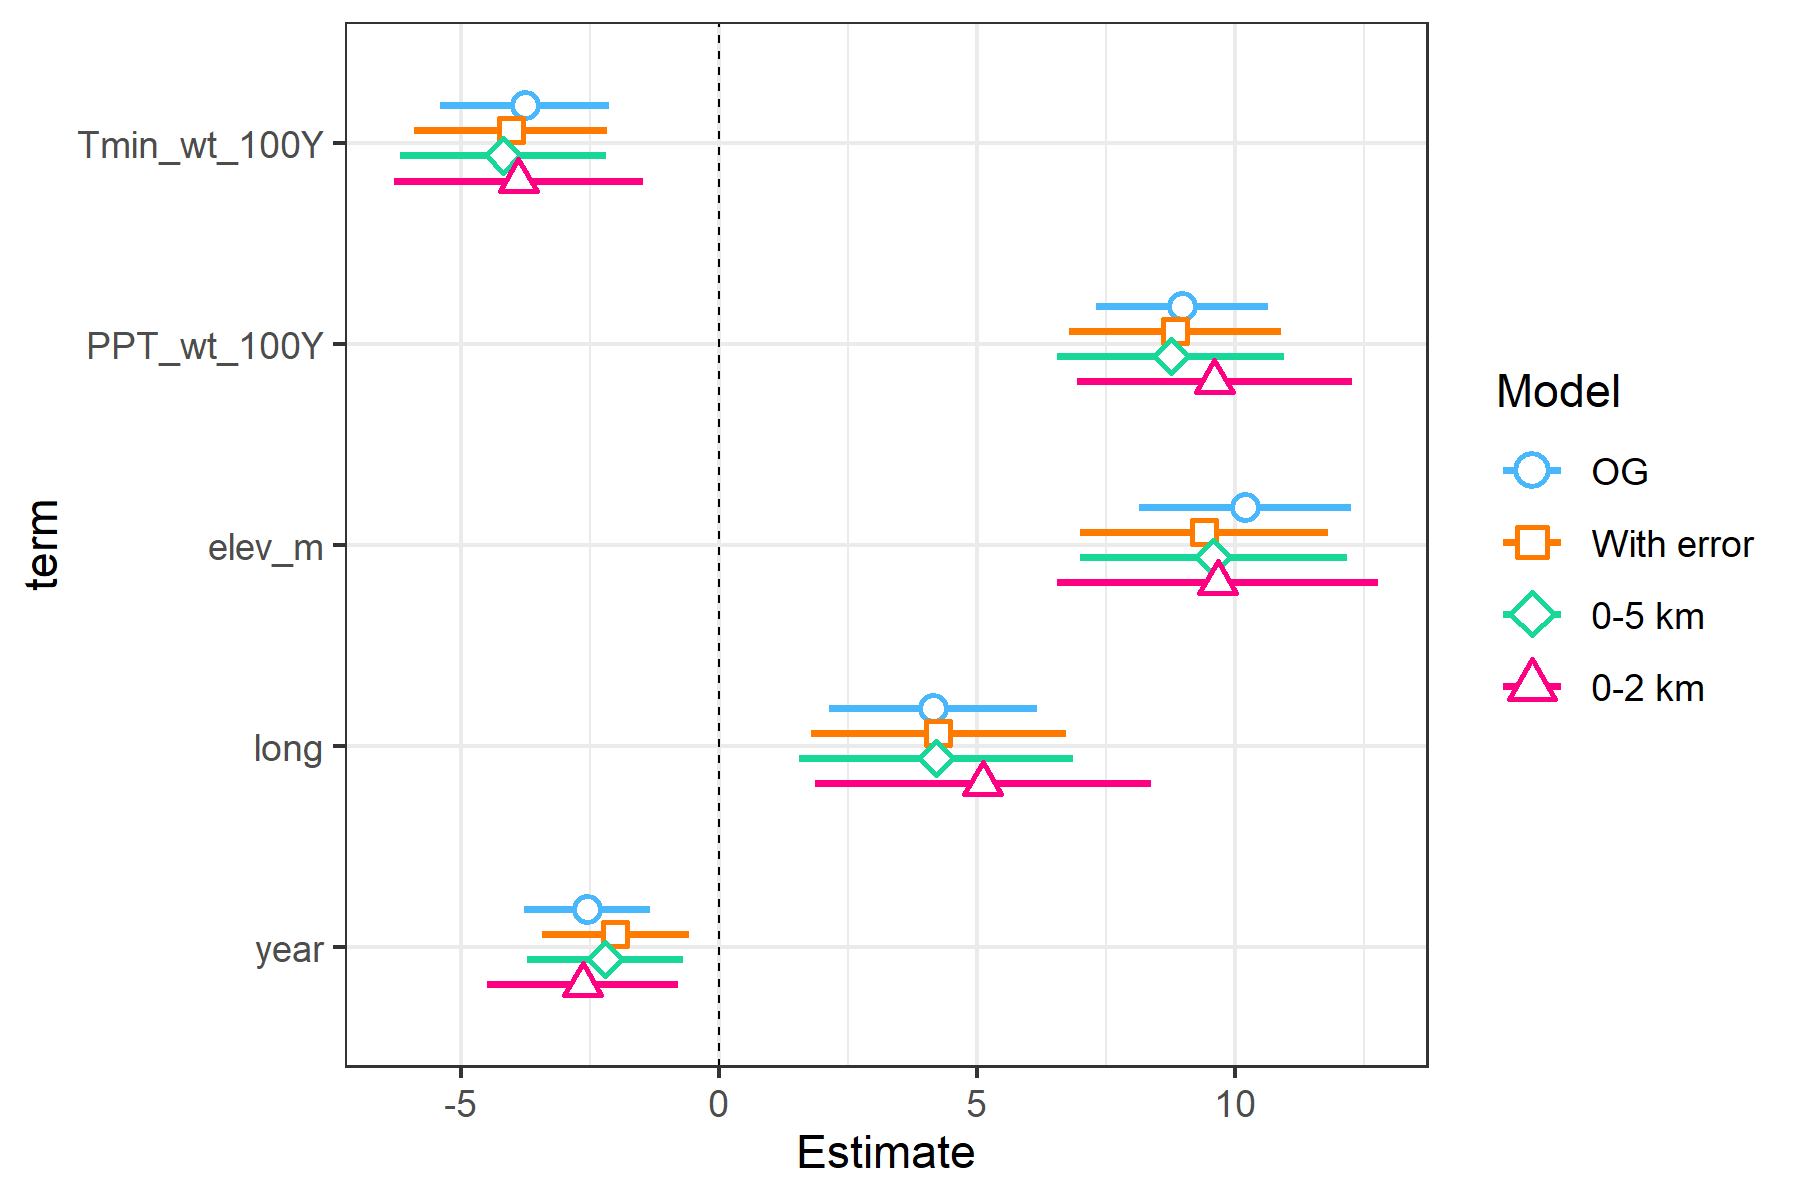 Tmin_wt_100Y
PPT_wt_100Y
elev_m
long
year
term
-5
0
5
10
Estimate
Model
OG
With error
0-5 km
0-2 km